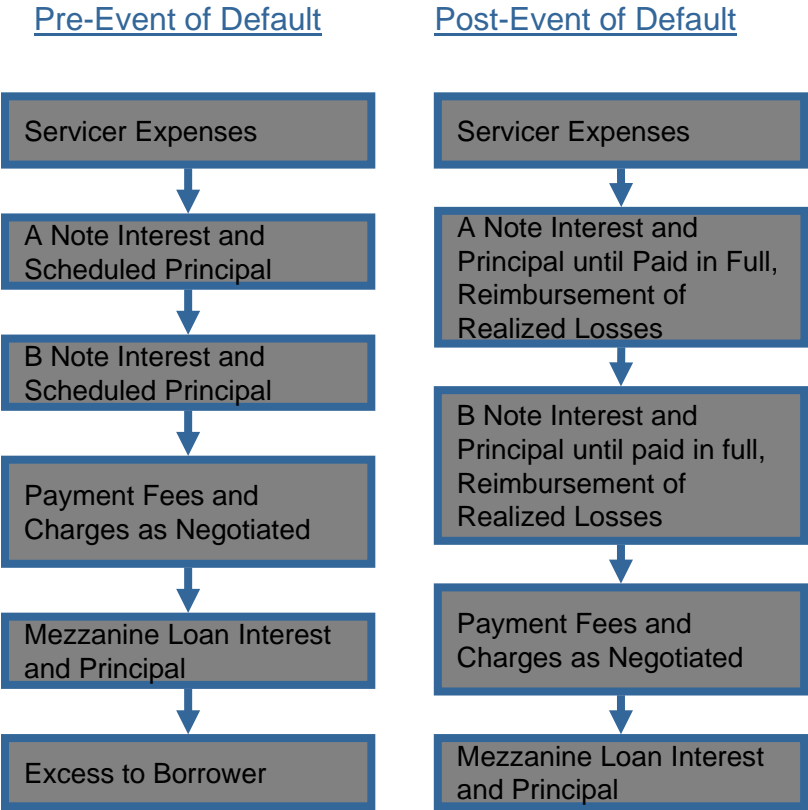 Pre-Event of Default
Servicer Expenses
A Note Interest and
Scheduled Principal
B Note Interest and
Scheduled Principal
Payment Fees and
Charges as Negotiated
Mezzanine Loan Interest
and Principal
Excess to Borrower
Post-Event of Default
Servicer Expenses
A Note Interest and
Principal until Paid in Full,
Reimbursement of
Realized Losses
B Note Interest and
Principal until paid in full,
Reimbursement of
Realized Losses
Payment Fees and
Charges as Negotiated
Mezzanine Loan Interest
and Principal